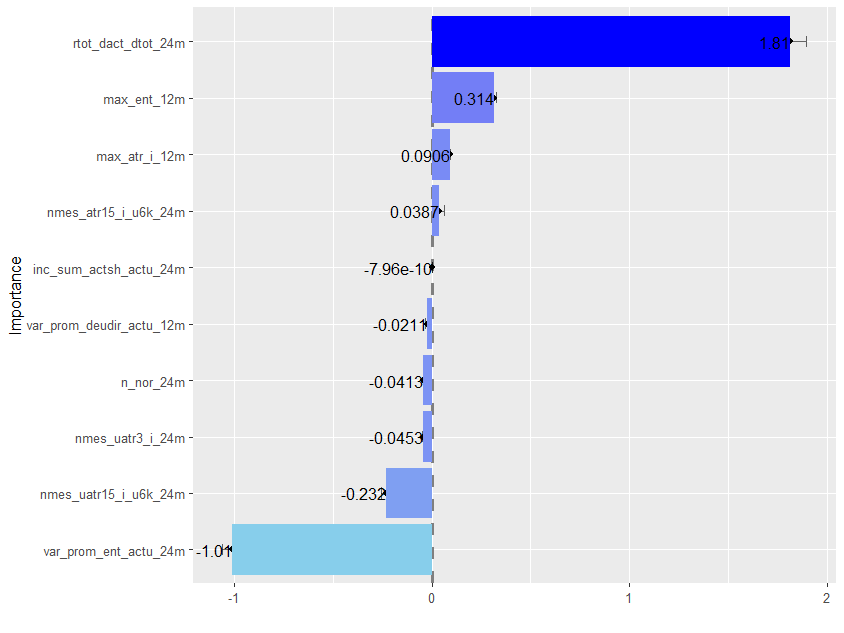 Importance
rtot_dact_dtot_24m
1.81
max_ent_12m
0.314
max_atr_i_12m
0.0906
nmes_atr15_i_u6k_24m
0.0387
inc_sum_actsh_actu_24m
-7.96e-10
var_prom_deudir_actu_12m
-0.0211
n_nor_24m
-0.0413
nmes_uatr3_i_24m
-0.0453
nmes_uatr15_i_u6k_24m
-0.232
var_prom_ent_actu_24m
-1.01
-1 0 1 2